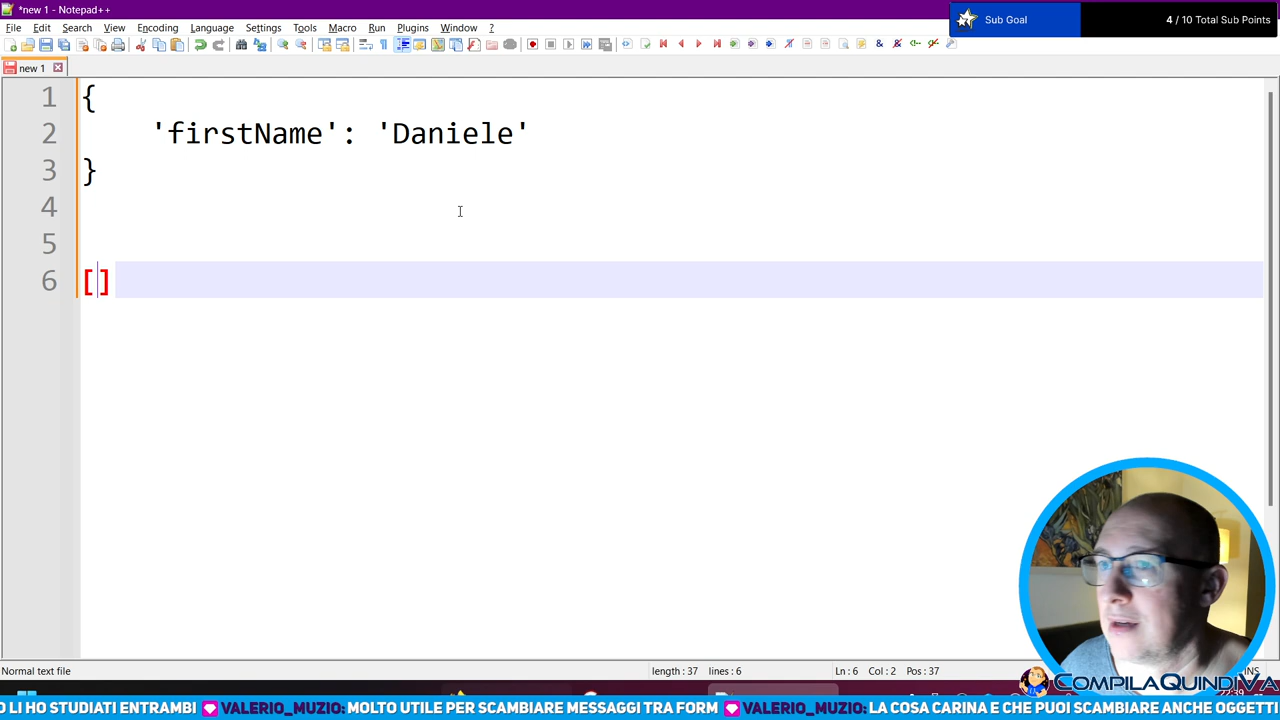 *new 1 - Notepad++
Sub Goal
4 / 10 Total Sub Points
File Edit Search View Encoding Language Settings Tools Macro Run Plugins Window ?
new 1
1 {
2 'firstName': 'Daniele'
3 }
4
5
6 []
Normal text file
length : 37 lines : 6
Ln : 6 Col : 2 Pos : 37
INS
COMPILAQUINDIVA
O LI HO STUDIATI ENTRAMBI VALERIO_MUZIO: MOLTO UTILE PER SCAMBIARE MESSAGGI TRA FORM VALERIO_MUZIO: LA COSA CARINA E CHE PUOI SCAMBIARE ANCHE OGGETTI